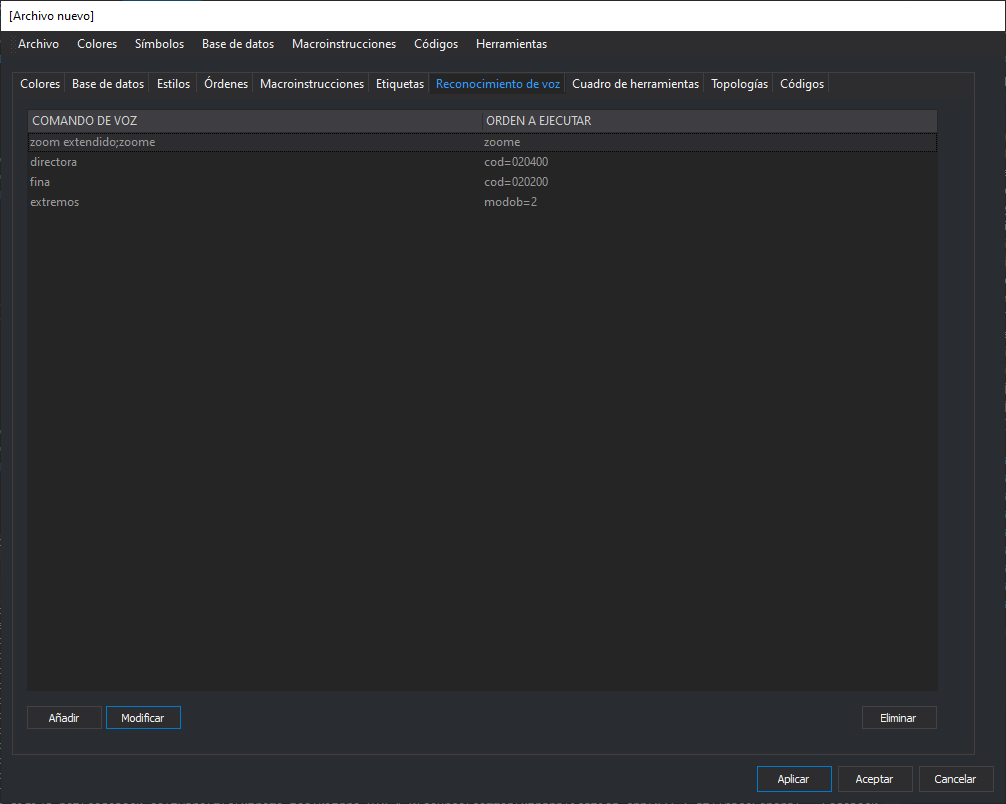 [Archivo nuevo]
Archivo Colores Símbolos Base de datos Macroinstrucciones Códigos Herramientas
Colores Base de datos Estilos Órdenes Macroinstrucciones Etiquetas Reconocimiento de voz Cuadro de herramientas Topologías Códigos
COMANDO DE VOZ ORDEN A EJECUTAR
zoom extendido;zoome zoome
directora cod=020400
fina cod=020200
extremos modob=2
Añadir Modificar Eliminar
Aplicar Aceptar Cancelar